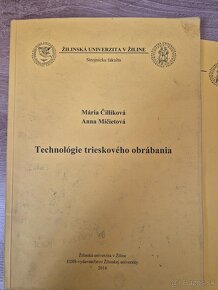 ŽILINSKÁ UNIVERZITA V ŽILINE
Strojnícka fakulta
Mária Čilliková
Anna Mičietová
Technológie trieskového obrábania
Žilinská univerzita v Žiline
EDIS-vydavateľstvo Žilinskej univerzity
2016